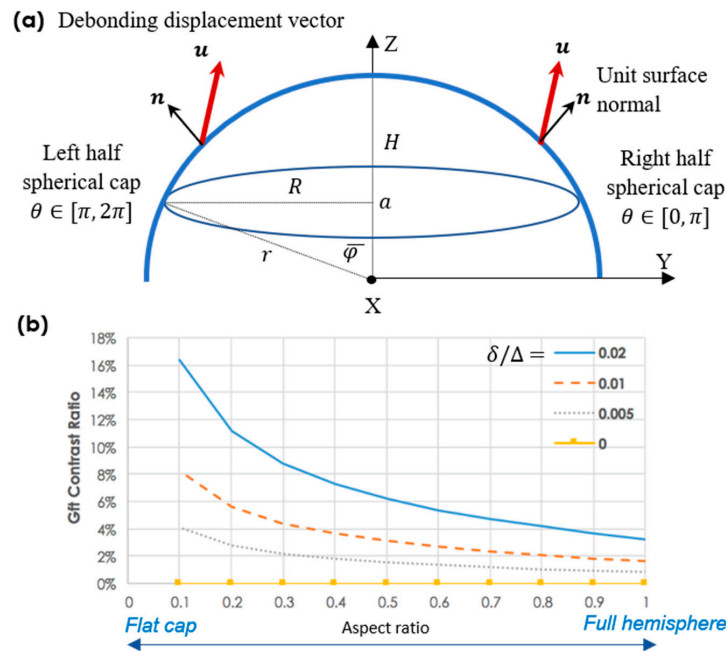 (a) Debonding displacement vector
Z
u
u
n
n
Unit surface
normal
Left half
spherical cap
θ ∈ [π, 2π]
H
Right half
spherical cap
θ ∈ [0, π]
R
a
r
φ̅
Y
X
(b)
18%
16%
14%
12%
10%
8%
6%
4%
2%
0%
Gft Contrast Ratio
δ/Δ =
0.02
0.01
0.005
0
0 0.1 0.2 0.3 0.4 0.5 0.6 0.7 0.8 0.9 1
Flat cap Aspect ratio Full hemisphere